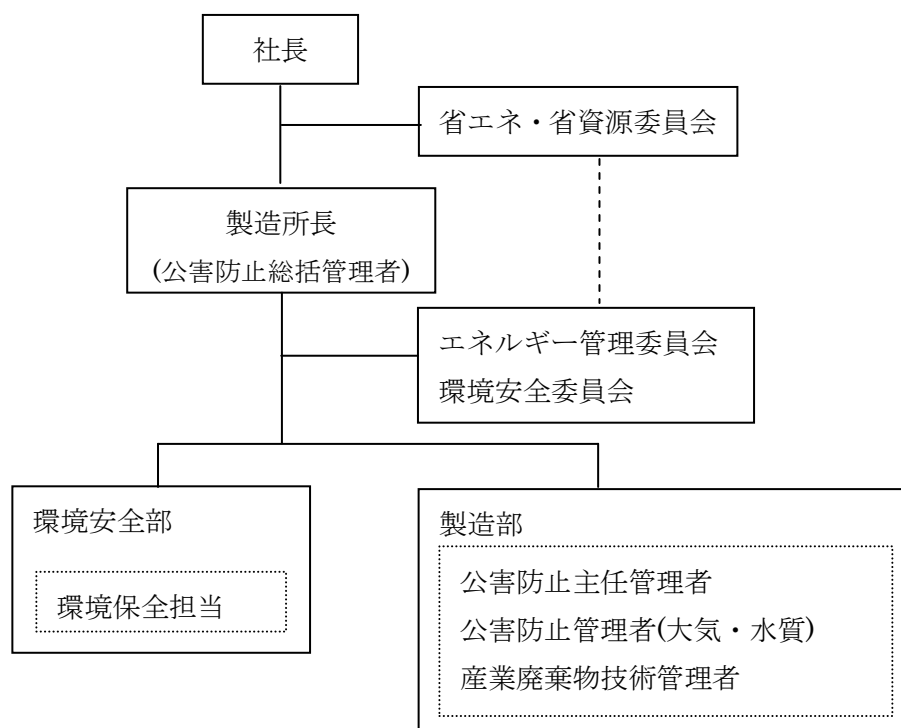 社長
省エネ・省資源委員会
製造所長
(公害防止総括管理者)
エネルギー管理委員会
環境安全委員会
環境安全部
環境保全担当
製造部
公害防止主任管理者
公害防止管理者(大気・水質)
産業廃棄物技術管理者